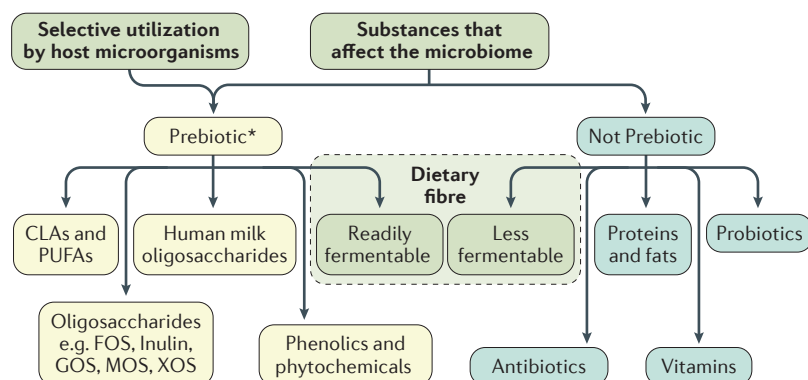 Selective utilization
by host microorganisms
Substances that
affect the microbiome
Prebiotic*
Not Prebiotic
Dietary
fibre
CLAs and
PUFAs
Human milk
oligosaccharides
Readily
fermentable
Less
fermentable
Proteins
and fats
Probiotics
Oligosaccharides
e.g. FOS, Inulin,
GOS, MOS, XOS
Phenolics and
phytochemicals
Antibiotics
Vitamins